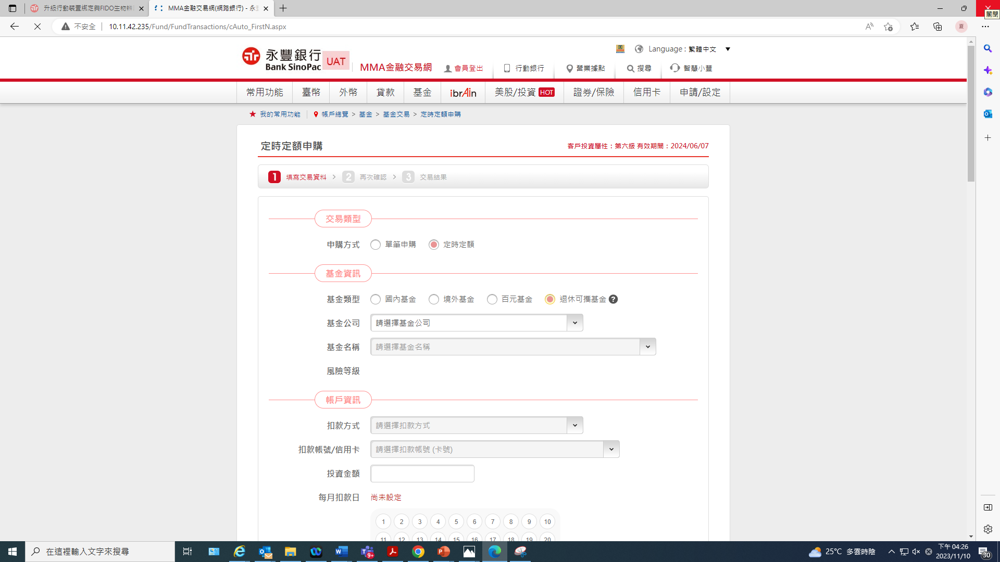 升級行動裝置綁定與FIDO生物辨
MMA金融交易網(網路銀行) - 永豐
關閉
不安全
10.11.42.235/Fund/FundTransactions/cAuto_FirstN.aspx
夏
永豐銀行
Bank SinoPac
UAT
MMA金融交易網
會員登出
行動銀行
營業據點
搜尋
智慧小豐
Language : 繁體中文
常用功能
臺幣
外幣
貸款
基金
ibrAin
美股/投資 HOT
證券/保險
信用卡
申請/設定
我的常用功能
帳戶總覽 > 基金 > 基金交易 > 定時定額申購
定時定額申購
客戶投資屬性：第六級 有效期間：2024/06/07
1 填寫交易資料
2 再次確認
3 交易結果
交易類型
申購方式 單筆申購 定時定額
基金資訊
基金類型 國內基金 境外基金 百元基金 退休可攜基金 ?
基金公司 請選擇基金公司
基金名稱 請選擇基金名稱
風險等級
帳戶資訊
扣款方式 請選擇扣款方式
扣款帳號/信用卡 請選擇扣款帳號 (卡號)
投資金額
每月扣款日 尚未設定
1 2 3 4 5 6 7 8 9 10
11 12 13 14 15 16 17 18 19 20
在這裡輸入文字來搜尋
9+
25°C 多雲時陰
下午 04:26
2023/11/10
30